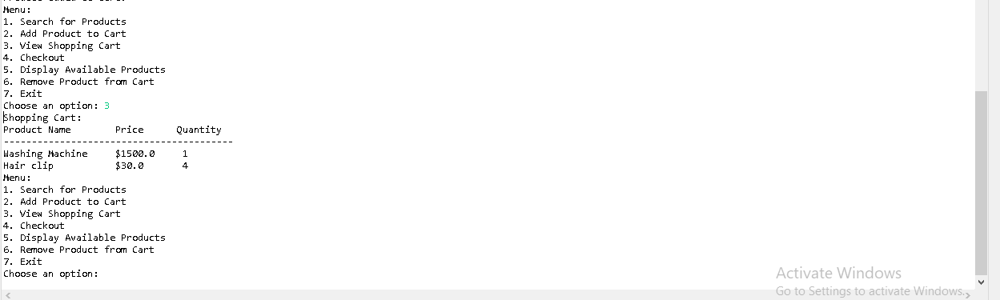 Menu:
1. Search for Products
2. Add Product to Cart
3. View Shopping Cart
4. Checkout
5. Display Available Products
6. Remove Product from Cart
7. Exit
Choose an option: 3
Shopping Cart:
Product Name Price Quantity
-----------------------------------------
Washing Machine $1500.0 1
Hair clip $30.0 4
Menu:
1. Search for Products
2. Add Product to Cart
3. View Shopping Cart
4. Checkout
5. Display Available Products
6. Remove Product from Cart
7. Exit
Choose an option:
Activate Windows
Go to Settings to activate Windows.